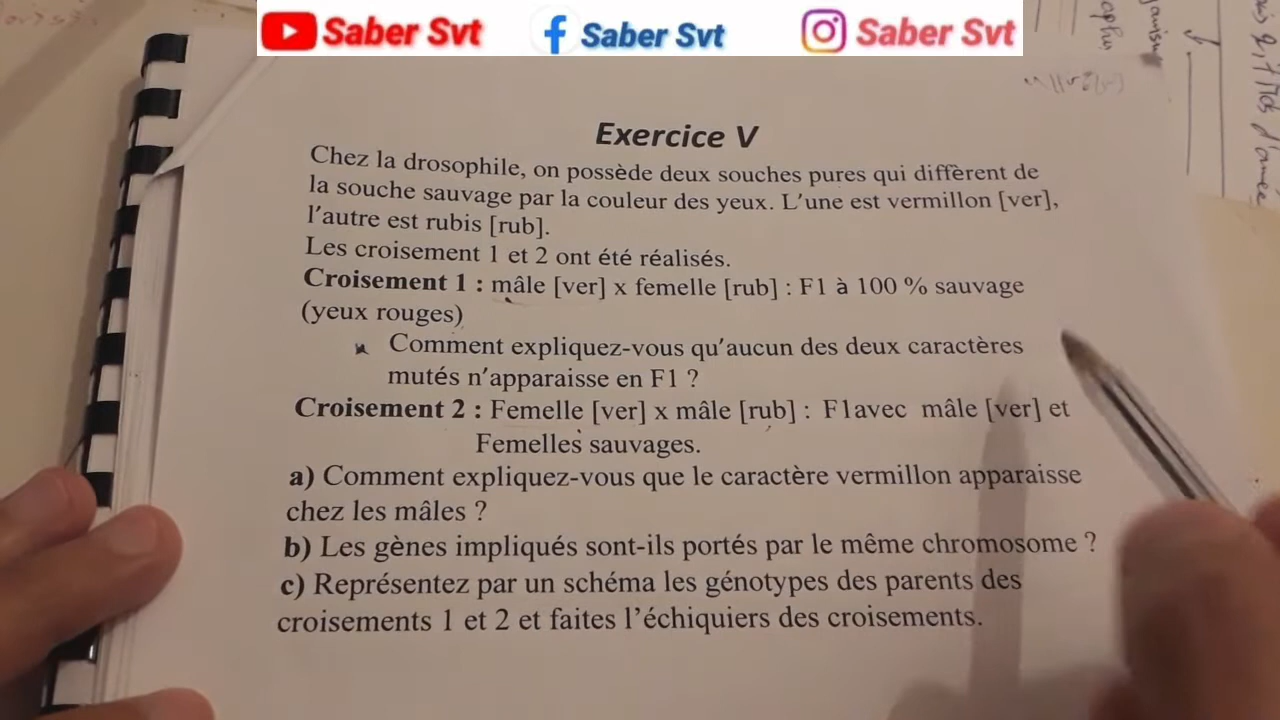 Saber Svt Saber Svt Saber Svt
Exercice V
Chez la drosophile, on possède deux souches pures qui diffèrent de
la souche sauvage par la couleur des yeux. L'une est vermillon [ver],
l'autre est rubis [rub].
Les croisement 1 et 2 ont été réalisés.
Croisement 1 : mâle [ver] x femelle [rub] : F1 à 100 % sauvage
(yeux rouges)
Comment expliquez-vous qu'aucun des deux caractères
mutés n'apparaisse en F1 ?
Croisement 2 : Femelle [ver] x mâle [rub] : F1avec mâle [ver] et
Femelles sauvages.
a) Comment expliquez-vous que le caractère vermillon apparaisse
chez les mâles ?
b) Les gènes impliqués sont-ils portés par le même chromosome ?
c) Représentez par un schéma les génotypes des parents des
croisements 1 et 2 et faites l'échiquiers des croisements.